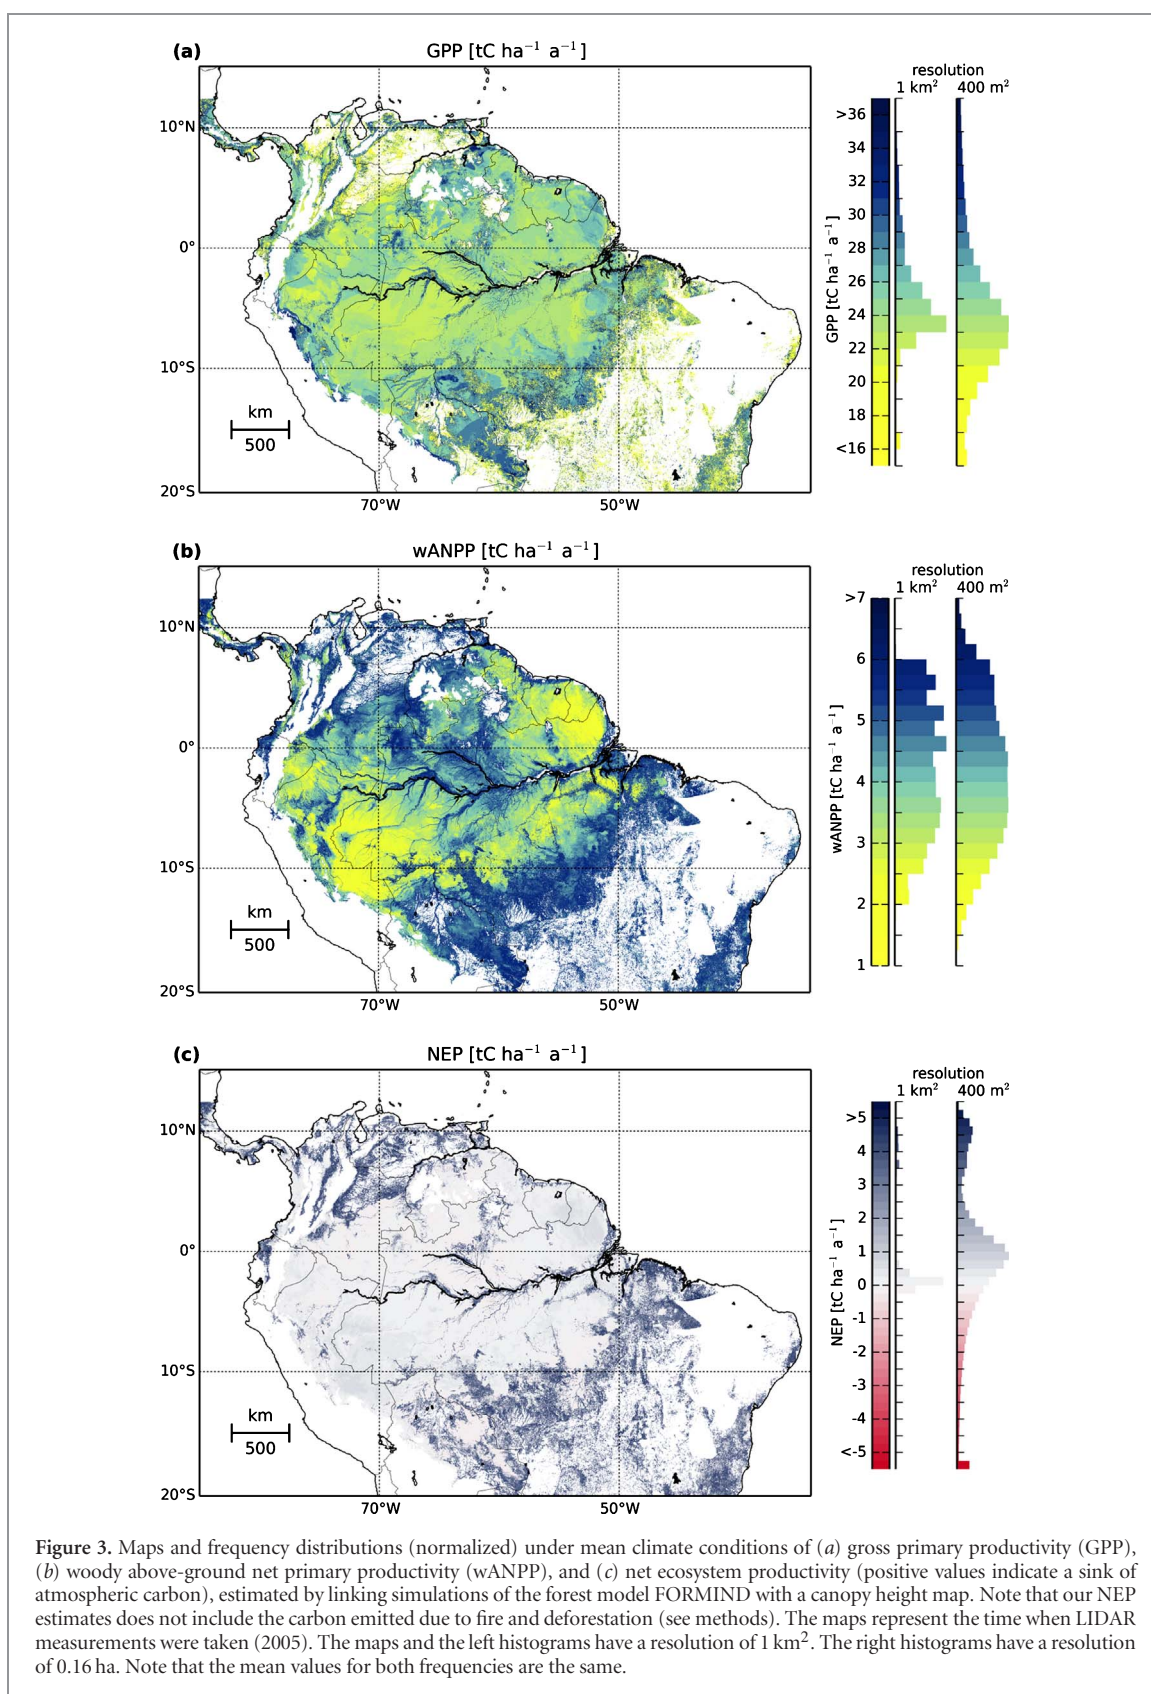 (a)
GPP [tC ha⁻¹ a⁻¹]
10°N
0°
10°S
20°S
70°W
50°W
km
500
resolution
1 km² 400 m²
GPP [tC ha⁻¹ a⁻¹]
>36
34
32
30
28
26
24
22
20
18
<16
(b)
wANPP [tC ha⁻¹ a⁻¹]
10°N
0°
10°S
20°S
70°W
50°W
km
500
resolution
1 km² 400 m²
wANPP [tC ha⁻¹ a⁻¹]
>7
6
5
4
3
2
1
(c)
NEP [tC ha⁻¹ a⁻¹]
10°N
0°
10°S
20°S
70°W
50°W
km
500
resolution
1 km² 400 m²
NEP [tC ha⁻¹ a⁻¹]
>5
4
3
2
1
0
-1
-2
-3
-4
<-5
Figure 3. Maps and frequency distributions (normalized) under mean climate conditions of (a) gross primary productivity (GPP),
(b) woody above-ground net primary productivity (wANPP), and (c) net ecosystem productivity (positive values indicate a sink of
atmospheric carbon), estimated by linking simulations of the forest model FORMIND with a canopy height map. Note that our NEP
estimates does not include the carbon emitted due to fire and deforestation (see methods). The maps represent the time when LIDAR
measurements were taken (2005). The maps and the left histograms have a resolution of 1 km². The right histograms have a resolution
of 0.16 ha. Note that the mean values for both frequencies are the same.